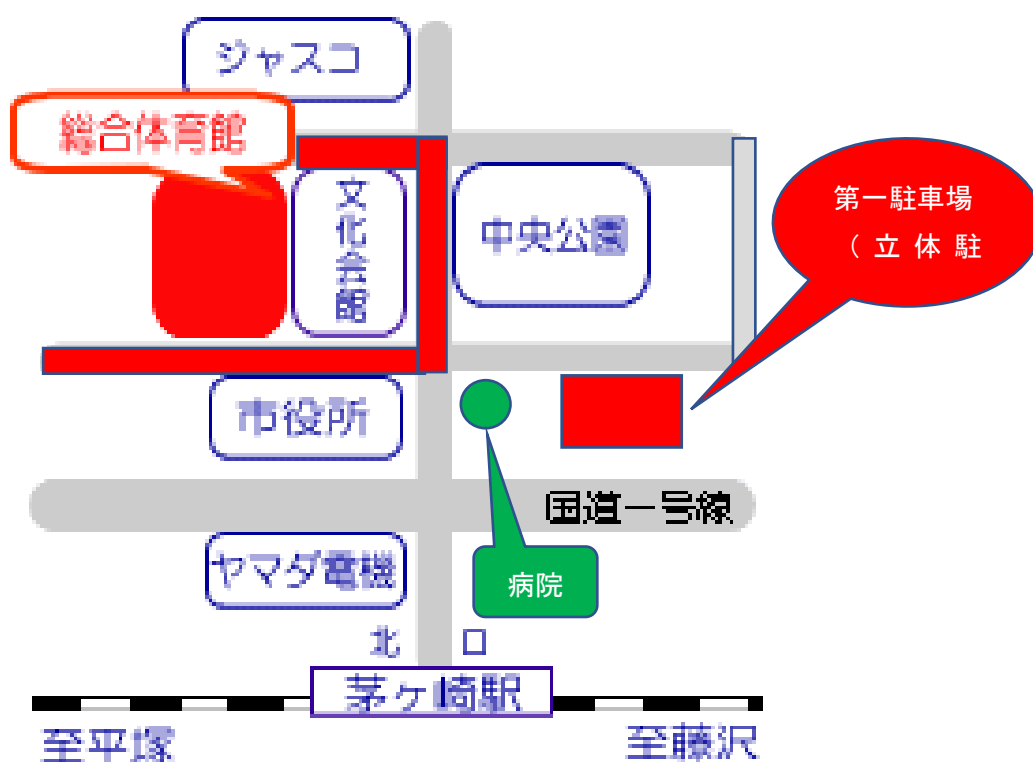 ジャスコ
総合体育館
文化会館
中央公園
第一駐車場
（立体駐
市役所
国道一号線
ヤマダ電機
病院
北口
茅ヶ崎駅
至平塚
至藤沢